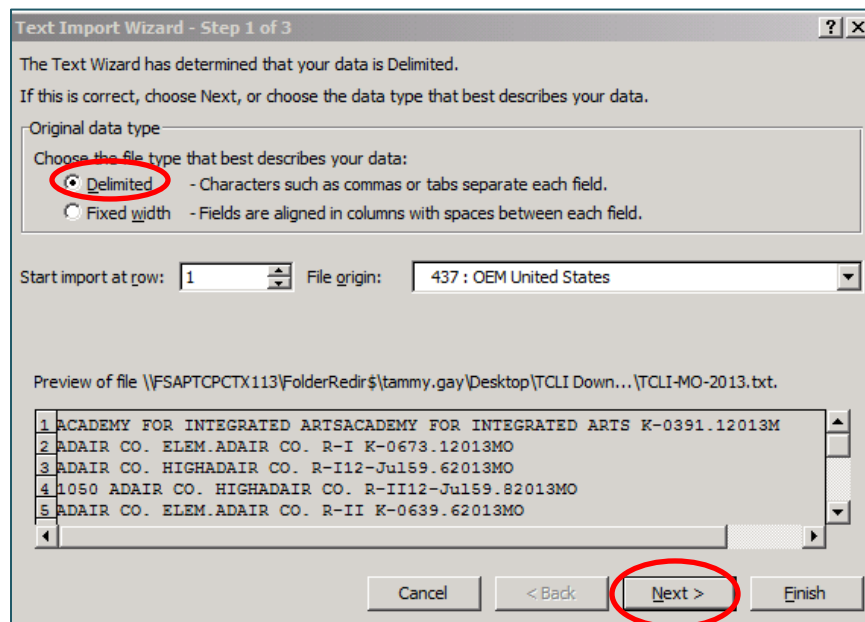 Text Import Wizard - Step 1 of 3
The Text Wizard has determined that your data is Delimited.
If this is correct, choose Next, or choose the data type that best describes your data.
Original data type
Choose the file type that best describes your data:
Delimited - Characters such as commas or tabs separate each field.
Fixed width - Fields are aligned in columns with spaces between each field.
Start import at row: 1 File origin: 437 : OEM United States
Preview of file \\FSAPTCPCTX113\FolderRedir$\tammy.gay\Desktop\TCLI Down...\TCLI-MO-2013.txt.
1 ACADEMY FOR INTEGRATED ARTSACADEMY FOR INTEGRATED ARTS K-0391.12013M
2 ADAIR CO. ELEM.ADAIR CO. R-I K-0673.12013MO
3 ADAIR CO. HIGHADAIR CO. R-I12-Jul59.62013MO
4 1050 ADAIR CO. HIGHADAIR CO. R-II12-Jul59.82013MO
5 ADAIR CO. ELEM.ADAIR CO. R-II K-0639.62013MO
Cancel < Back Next > Finish